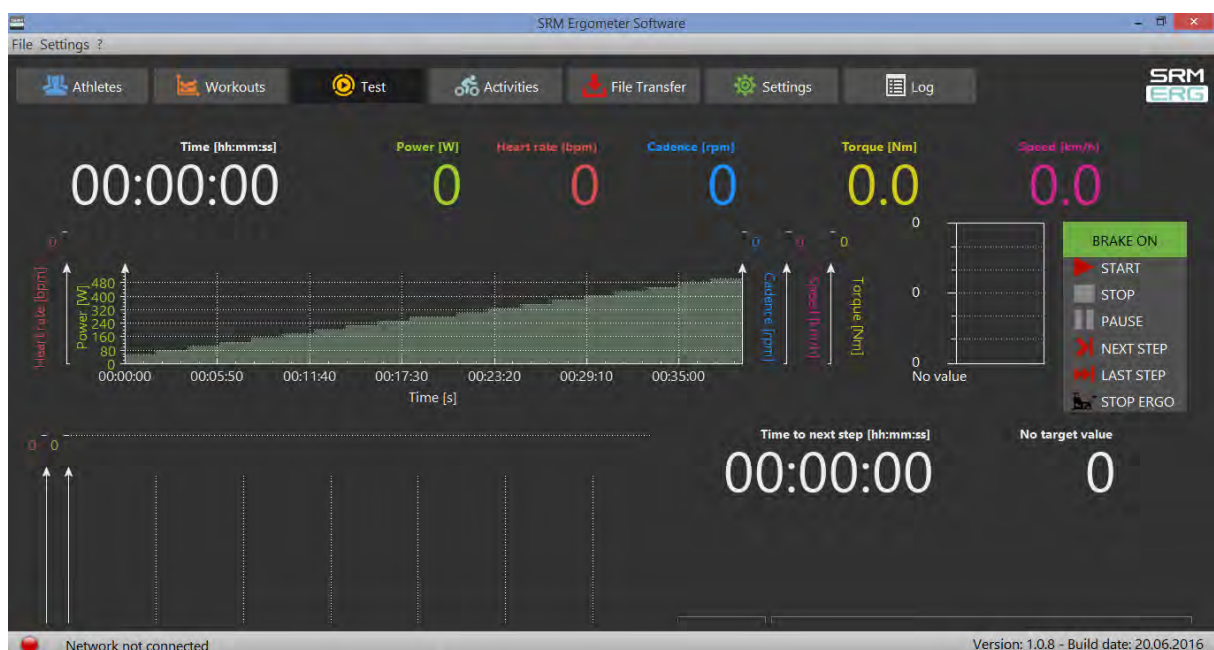 SRM Ergometer Software
File Settings ?
Athletes
Workouts
Test
Activities
File Transfer
Settings
Log
SRM
ERG
Time [hh:mm:ss]
00:00:00
Power [W]
0
Heart rate (bpm)
0
Cadence (rpm)
0
Torque [Nm]
0.0
Speed (km/h)
0.0
0
0
0
0
Heart rate [bpm]
Power [W]
480
400
320
240
160
80
0
00:00:00 00:05:50 00:11:40 00:17:30 00:23:20 00:29:10 00:35:00
Time [s]
Cadence [rpm]
Speed [km/h]
Torque [Nm]
0
0
0
No value
BRAKE ON
START
STOP
PAUSE
NEXT STEP
LAST STEP
STOP ERGO
0 0
Time to next step [hh:mm:ss]
00:00:00
No target value
0
Network not connected
Version: 1.0.8 - Build date: 20.06.2016